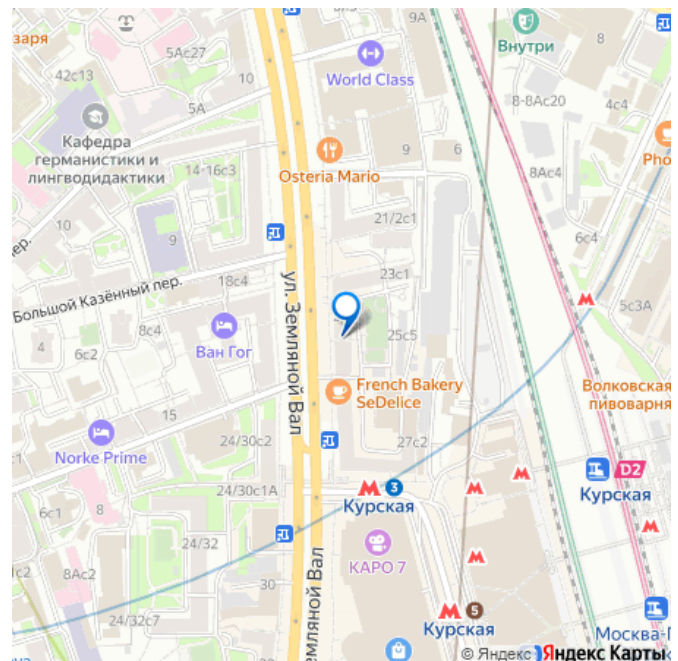 заря
5Ас27
10
9А
8
Внутри
42с13
World Class
8-8Ас20
4с4
5А
Кафедра
германистики и
лингводидактики
14-16с3
Osteria Mario
9
6
8Ас4
Pho
10
21/2с1
9
6с4
пер.
23с1
18с4
Большой Казённый пер.
ул. Земляной Вал
8с4
5с3А
4
6с2
Ван Гог
25с5
French Bakery
SeDelice
Волковская
пивоварня
15
24/30с2
27с2
Norke Prime
D2
24/30с1А
3
Курская
Курская
6с1
8
24/32
КАРО 7
1с2
8Ас2
30
Земляной Вал
5
Курская
24/32с7
Москва-
© Яндекс
Яндекс Карты